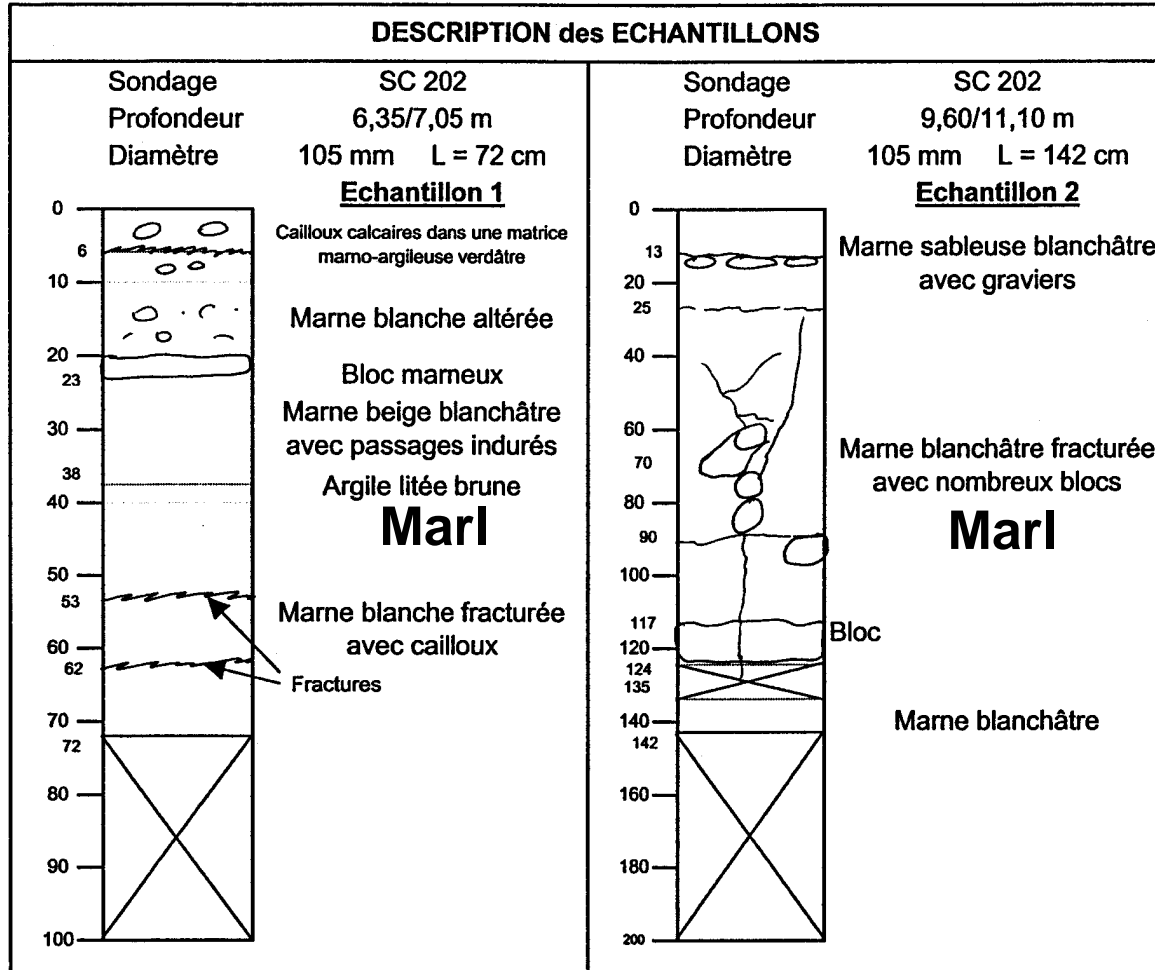 DESCRIPTION des ECHANTILLONS
Sondage SC 202
Profondeur 6,35/7,05 m
Diamètre 105 mm L = 72 cm
Echantillon 1
0
6
10
20
23
30
38
40
50
53
60
62
70
72
80
90
100
Cailloux calcaires dans une matrice
marno-argileuse verdâtre
Marne blanche altérée
Bloc marneux
Marne beige blanchâtre
avec passages indurés
Argile litée brune
Marl
Marne blanche fracturée
avec cailloux
Fractures
Sondage SC 202
Profondeur 9,60/11,10 m
Diamètre 105 mm L = 142 cm
Echantillon 2
0
13
20
25
40
60
70
80
90
100
117
120
124
135
140
142
160
180
200
Marne sableuse blanchâtre
avec graviers
Marne blanchâtre fracturée
avec nombreux blocs
Marl
Bloc
Marne blanchâtre